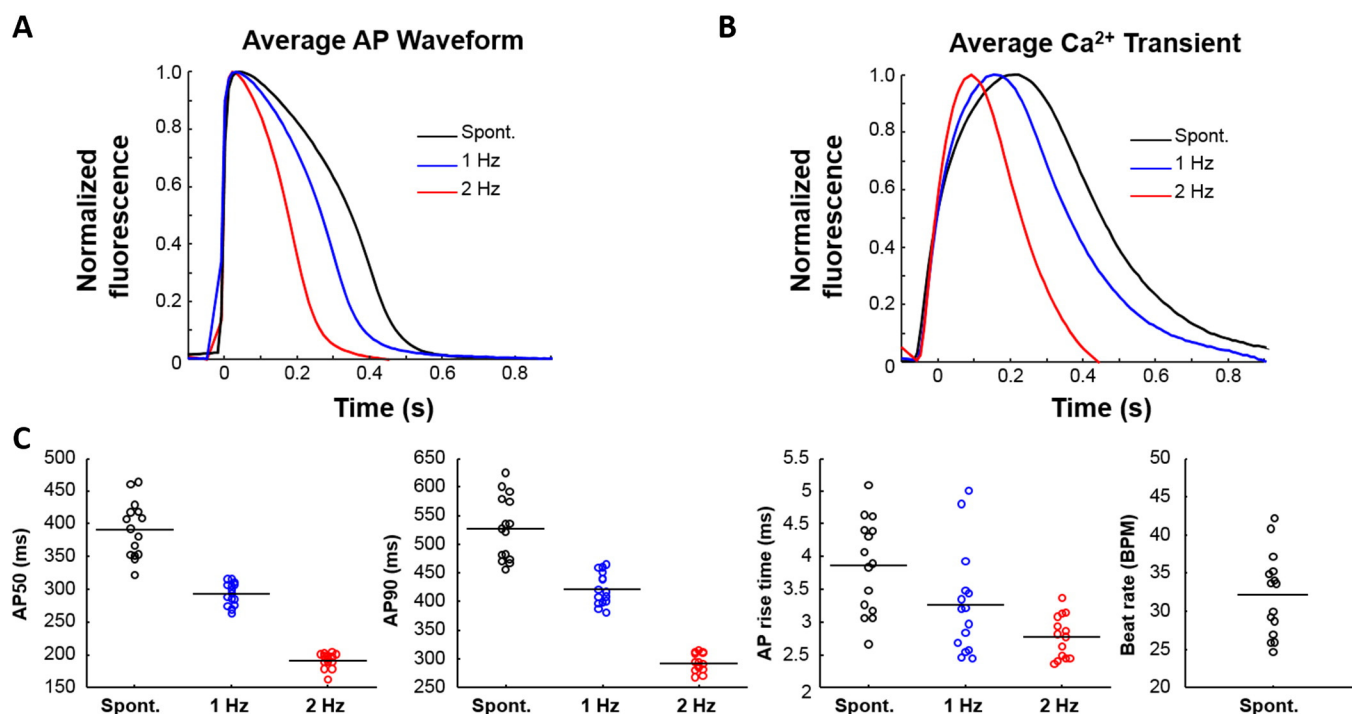 A
Average AP Waveform
Normalized
fluorescence
1.0
0.8
0.6
0.4
0.2
0
Spont.
1 Hz
2 Hz
0
0.2
0.4
0.6
0.8
Time (s)
B
Average Ca²⁺ Transient
Normalized
fluorescence
1.0
0.8
0.6
0.4
0.2
0
Spont.
1 Hz
2 Hz
0
0.2
0.4
0.6
0.8
Time (s)
C
AP50 (ms)
500
450
400
350
300
250
200
150
Spont.
1 Hz
2 Hz
AP90 (ms)
650
600
550
500
450
400
350
300
250
Spont.
1 Hz
2 Hz
AP rise time (ms)
5.5
5
4.5
4
3.5
3
2.5
2
Spont.
1 Hz
2 Hz
Beat rate (BPM)
50
45
40
35
30
25
20
Spont.